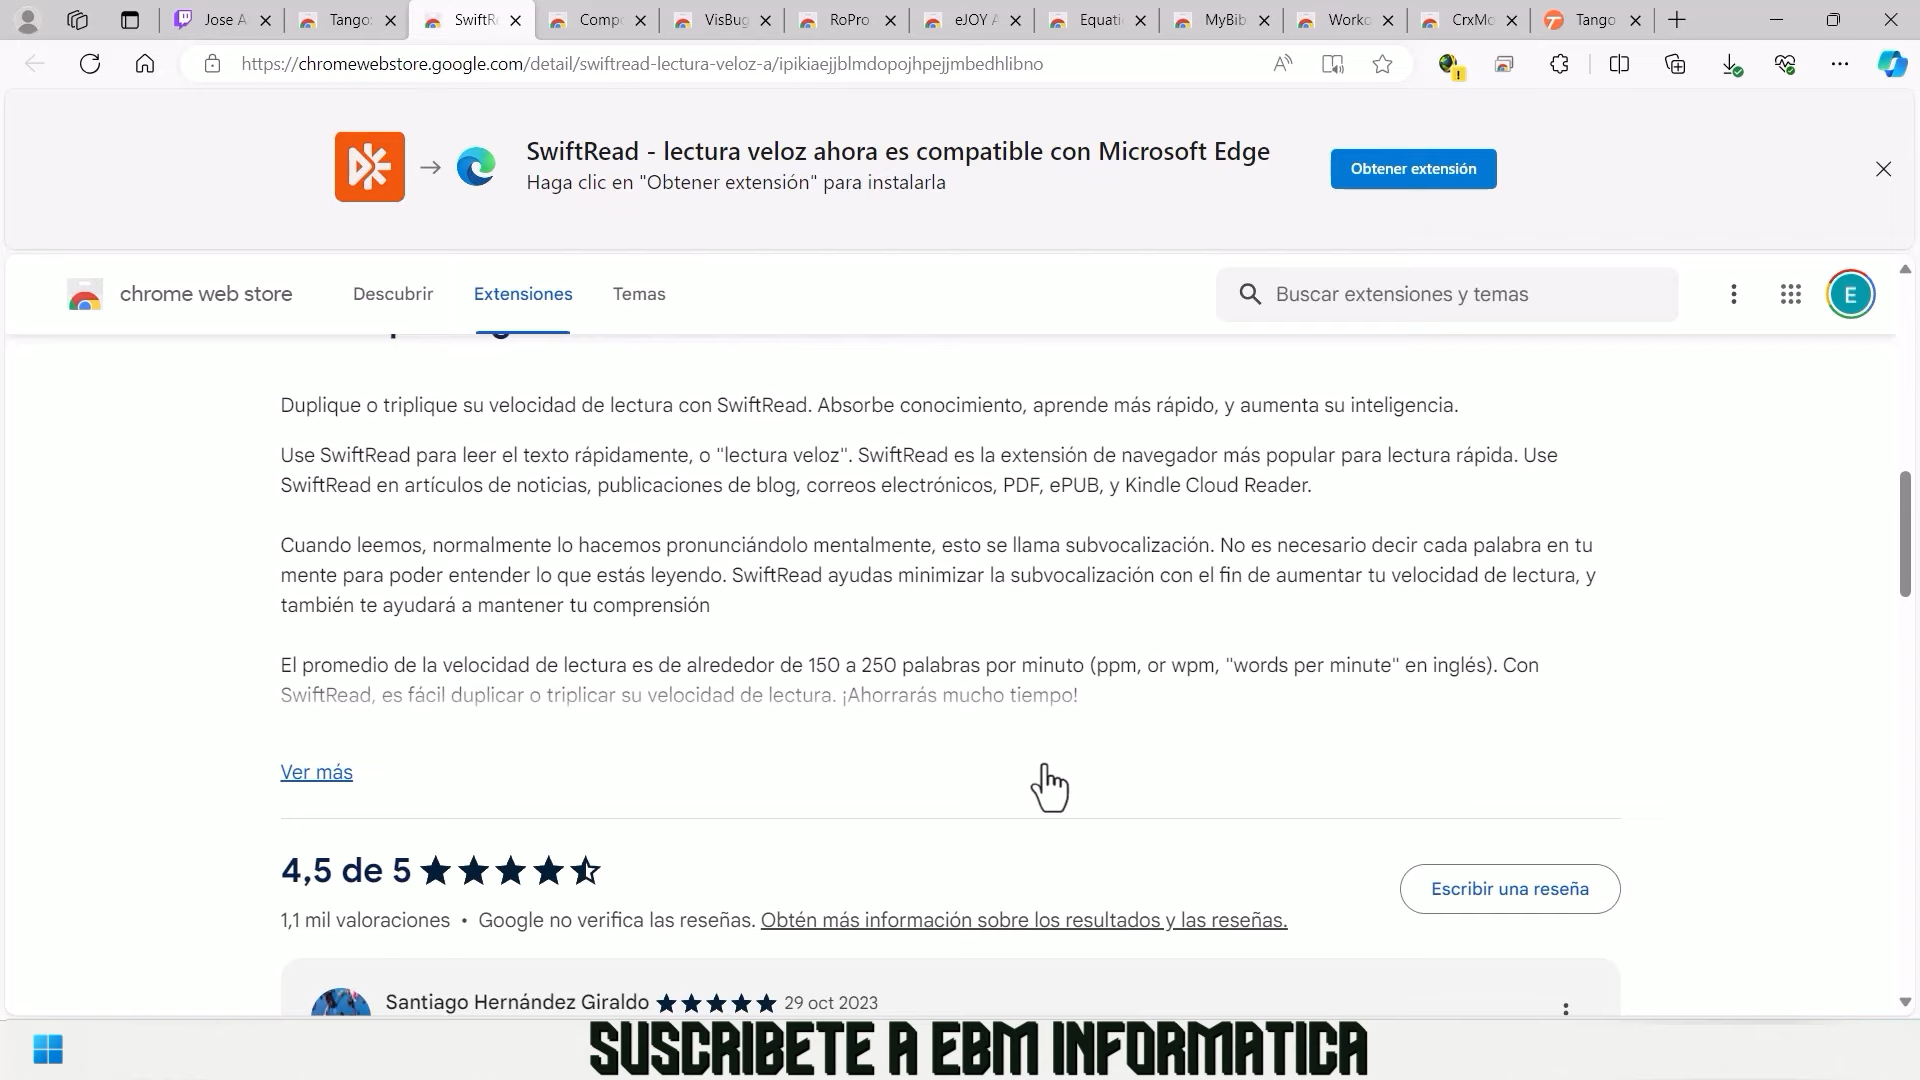 Jose A
Tango:
SwiftR
Comp
VisBug
RoPro
eJOY A
Equati
MyBib
Work
CrxMo
Tango
https://chromewebstore.google.com/detail/swiftread-lectura-veloz-a/ipikiaejjblmdopojhpejjmbedhlibno
SwiftRead - lectura veloz ahora es compatible con Microsoft Edge
Haga clic en "Obtener extensión" para instalarla
Obtener extensión
chrome web store
Descubrir
Extensiones
Temas
Buscar extensiones y temas
E
Duplique o triplique su velocidad de lectura con SwiftRead. Absorbe conocimiento, aprende más rápido, y aumenta su inteligencia.
Use SwiftRead para leer el texto rápidamente, o "lectura veloz". SwiftRead es la extensión de navegador más popular para lectura rápida. Use
SwiftRead en artículos de noticias, publicaciones de blog, correos electrónicos, PDF, ePUB, y Kindle Cloud Reader.
Cuando leemos, normalmente lo hacemos pronunciándolo mentalmente, esto se llama subvocalización. No es necesario decir cada palabra en tu
mente para poder entender lo que estás leyendo. SwiftRead ayudas minimizar la subvocalización con el fin de aumentar tu velocidad de lectura, y
también te ayudará a mantener tu comprensión
El promedio de la velocidad de lectura es de alrededor de 150 a 250 palabras por minuto (ppm, or wpm, "words per minute" en inglés). Con
SwiftRead, es fácil duplicar o triplicar su velocidad de lectura. ¡Ahorrarás mucho tiempo!
Ver más
4,5 de 5
Escribir una reseña
1,1 mil valoraciones • Google no verifica las reseñas. Obtén más información sobre los resultados y las reseñas.
Santiago Hernández Giraldo 29 oct 2023
SUSCRIBETE A EBM INFORMATICA